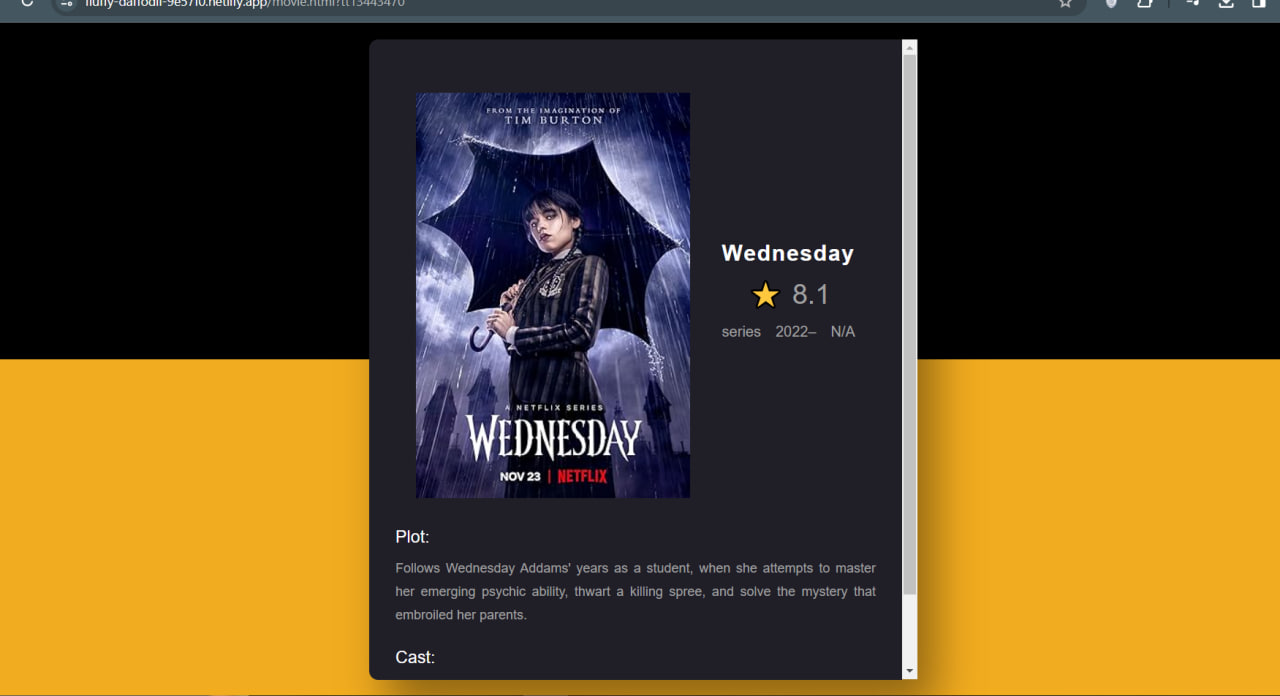 fluffy-daffodil-9e57f0.netlify.app/movie.html?tt13443470
FROM THE IMAGINATION OF
TIM BURTON
A NETFLIX SERIES
WEDNESDAY
NOV 23 | NETFLIX
Wednesday
8.1
series 2022– N/A
Plot:
Follows Wednesday Addams' years as a student, when she attempts to master
her emerging psychic ability, thwart a killing spree, and solve the mystery that
embroiled her parents.
Cast: